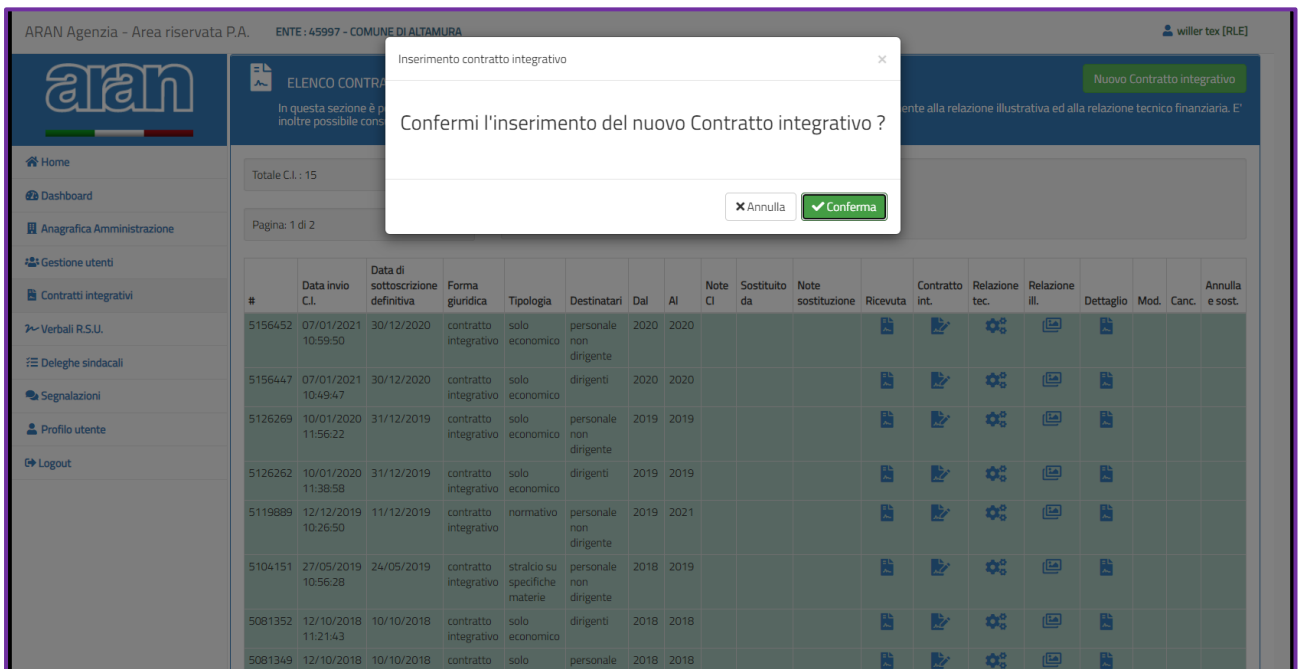 ARAN Agenzia - Area riservata P.A. ENTE : 45997 - COMUNE DI ALTAMURA willer tex [RLE]
aran
Home
Dashboard
Anagrafica Amministrazione
Gestione utenti
Contratti integrativi
Verbali R.S.U.
Deleghe sindacali
Segnalazioni
Profilo utente
Logout
Inserimento contratto integrativo ×
Confermi l'inserimento del nuovo Contratto integrativo ?
Annulla Conferma
ELENCO CONTRA
Nuovo Contratto integrativo
In questa sezione è p ente alla relazione illustrativa ed alla relazione tecnico finanziaria. E'
inoltre possibile cons
Totale C.I. : 15
Pagina: 1 di 2
# Data invio C.I. Data di sottoscrizione definitiva Forma giuridica Tipologia Destinatari Dal Al Note CI Sostituito da Note sostituzione Ricevuta Contratto int. Relazione tec. Relazione ill. Dettaglio Mod. Canc. Annulla e sost.
5156452 07/01/2021 30/12/2020 contratto solo personale 2020 2020
10:59:50 integrativo economico non
dirigente
5156447 07/01/2021 30/12/2020 contratto solo dirigenti 2020 2020
10:49:47 integrativo economico
5126269 10/01/2020 31/12/2019 contratto solo personale 2019 2019
11:56:22 integrativo economico non
dirigente
5126262 10/01/2020 31/12/2019 contratto solo dirigenti 2019 2019
11:38:58 integrativo economico
5119889 12/12/2019 11/12/2019 contratto normativo personale 2019 2021
10:26:50 integrativo non
dirigente
5104151 27/05/2019 24/05/2019 contratto stralcio su personale 2018 2019
10:56:28 integrativo specifiche non
materie dirigente
5081352 12/10/2018 10/10/2018 contratto solo dirigenti 2018 2018
11:21:43 integrativo economico
5081349 12/10/2018 10/10/2018 contratto solo personale 2018 2018